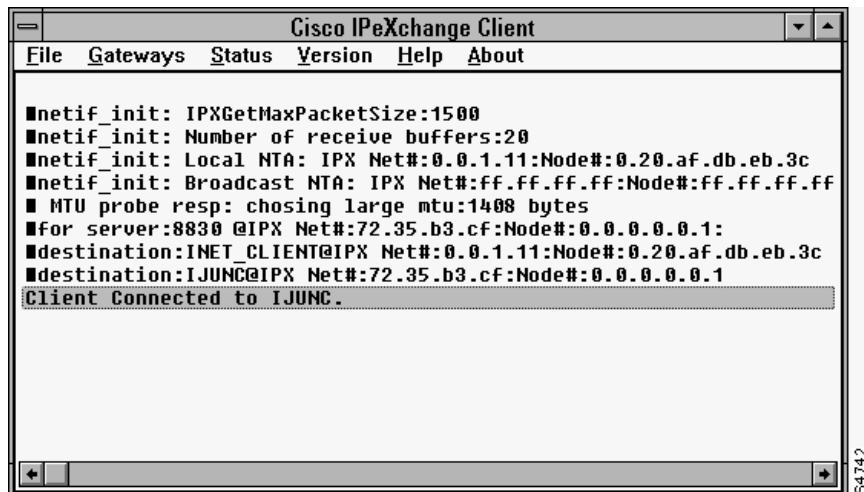 Cisco IPeXchange Client
File Gateways Status Version Help About
∎netif_init: IPXGetMaxPacketSize:1500
∎netif_init: Number of receive buffers:20
∎netif_init: Local NTA: IPX Net#:0.0.1.11:Node#:0.20.af.db.eb.3c
∎netif_init: Broadcast NTA: IPX Net#:ff.ff.ff.ff:Node#:ff.ff.ff.ff
∎ MTU probe resp: chosing large mtu:1408 bytes
∎for server:8830 @IPX Net#:72.35.b3.cf:Node#:0.0.0.0.0.1:
∎destination:INET_CLIENT@IPX Net#:0.0.1.11:Node#:0.20.af.db.eb.3c
∎destination:IJUNC@IPX Net#:72.35.b3.cf:Node#:0.0.0.0.0.1
Client Connected to IJUNC.
S4742